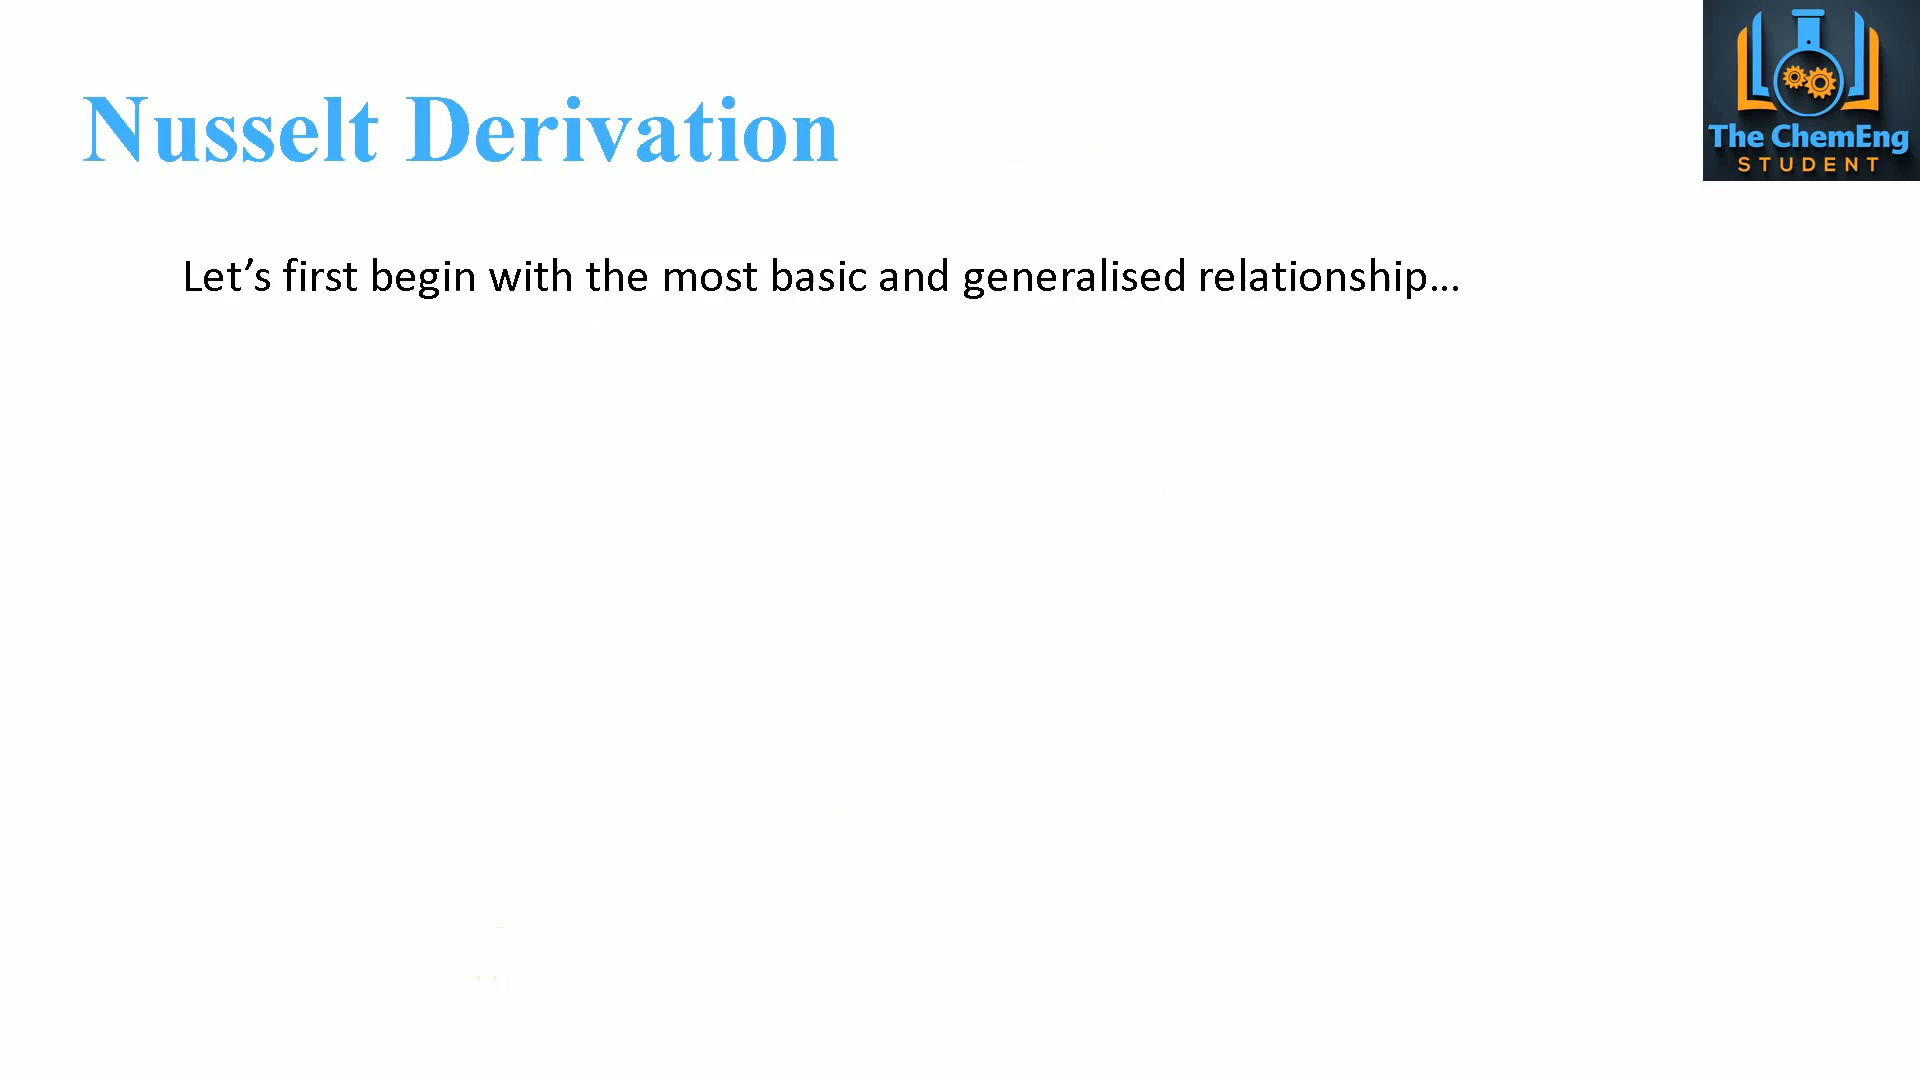 Nusselt Derivation
The ChemEng
STUDENT
Let’s first begin with the most basic and generalised relationship…